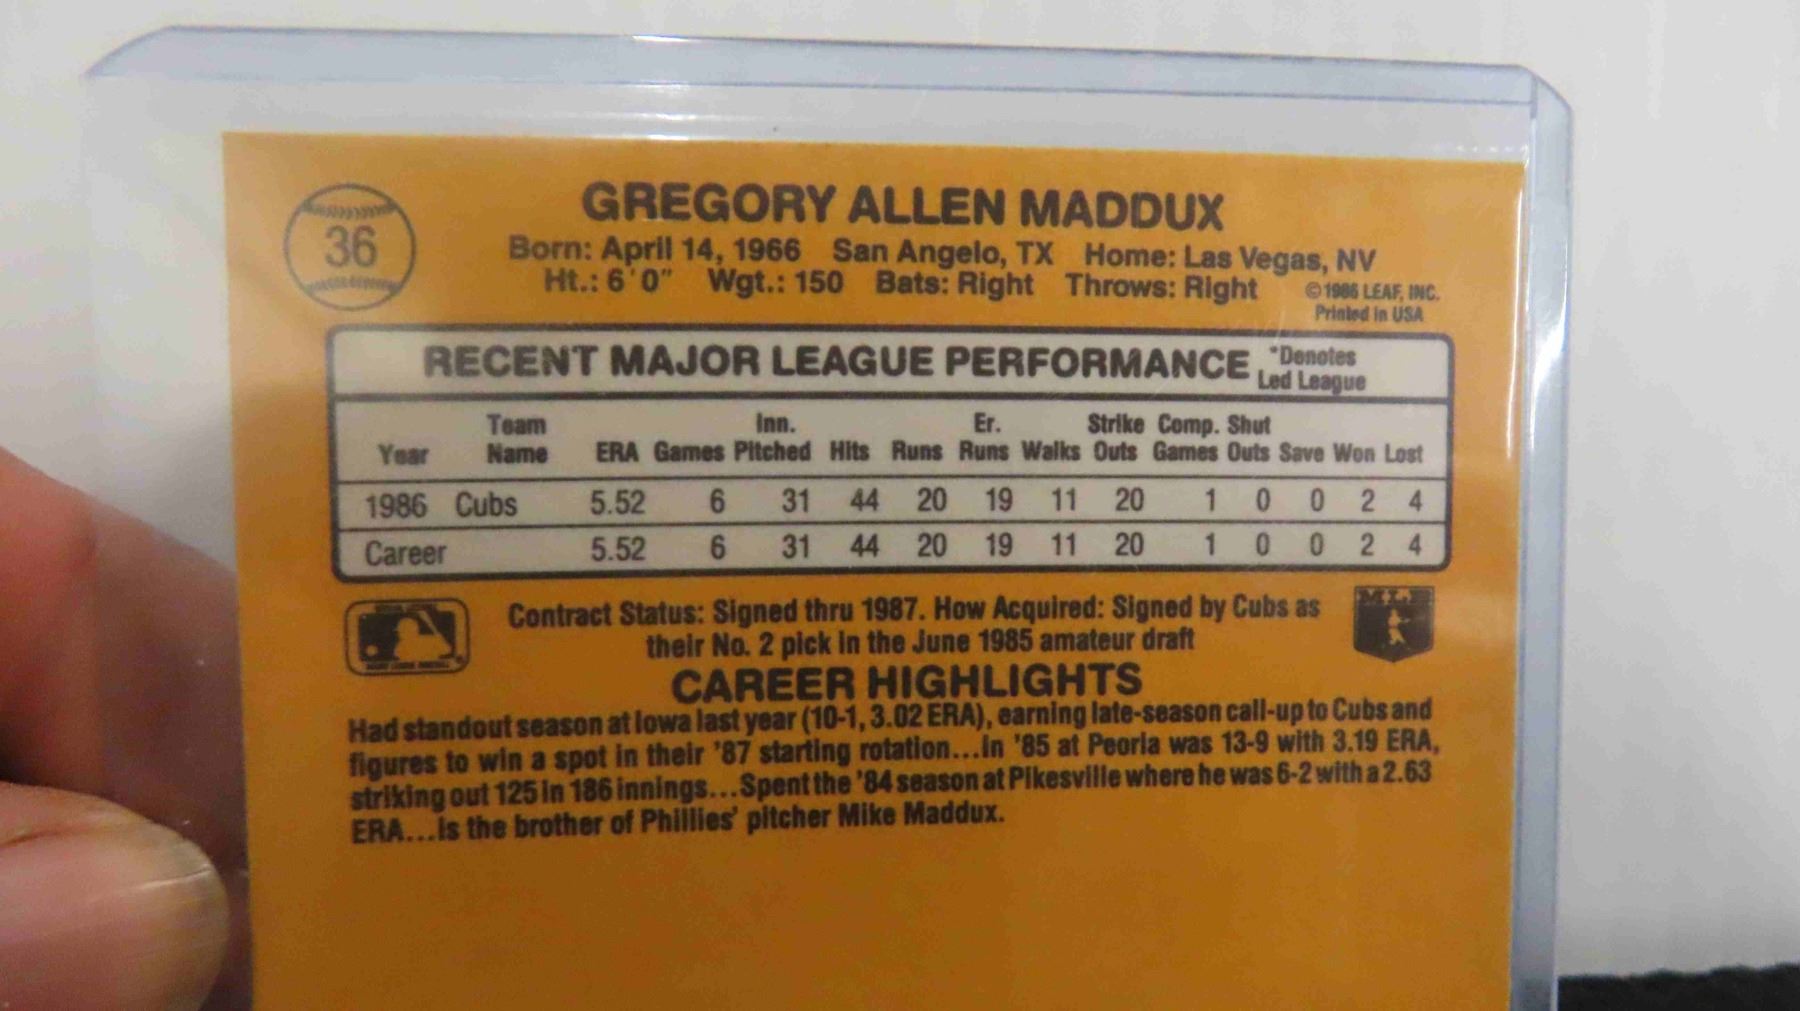 36
GREGORY ALLEN MADDUX
Born: April 14, 1966 San Angelo, TX Home: Las Vegas, NV
Ht.: 6'0" Wgt.: 150 Bats: Right Throws: Right
©1986 LEAF, INC.
Printed in USA
RECENT MAJOR LEAGUE PERFORMANCE *Denotes Led League
Year Team Name ERA Games Inn. Pitched Hits Runs Er. Runs Walks Strike Outs Comp. Games Shut Outs Save Won Lost
1986 Cubs 5.52 6 31 44 20 19 11 20 1 0 0 2 4
Career 5.52 6 31 44 20 19 11 20 1 0 0 2 4
Contract Status: Signed thru 1987. How Acquired: Signed by Cubs as
their No. 2 pick in the June 1985 amateur draft
CAREER HIGHLIGHTS
Had standout season at Iowa last year (10-1, 3.02 ERA), earning late-season call-up to Cubs and
figures to win a spot in their '87 starting rotation...In '85 at Peoria was 13-9 with 3.19 ERA,
striking out 125 in 186 innings...Spent the '84 season at Pikesville where he was 6-2 with a 2.63
ERA...Is the brother of Phillies' pitcher Mike Maddux.